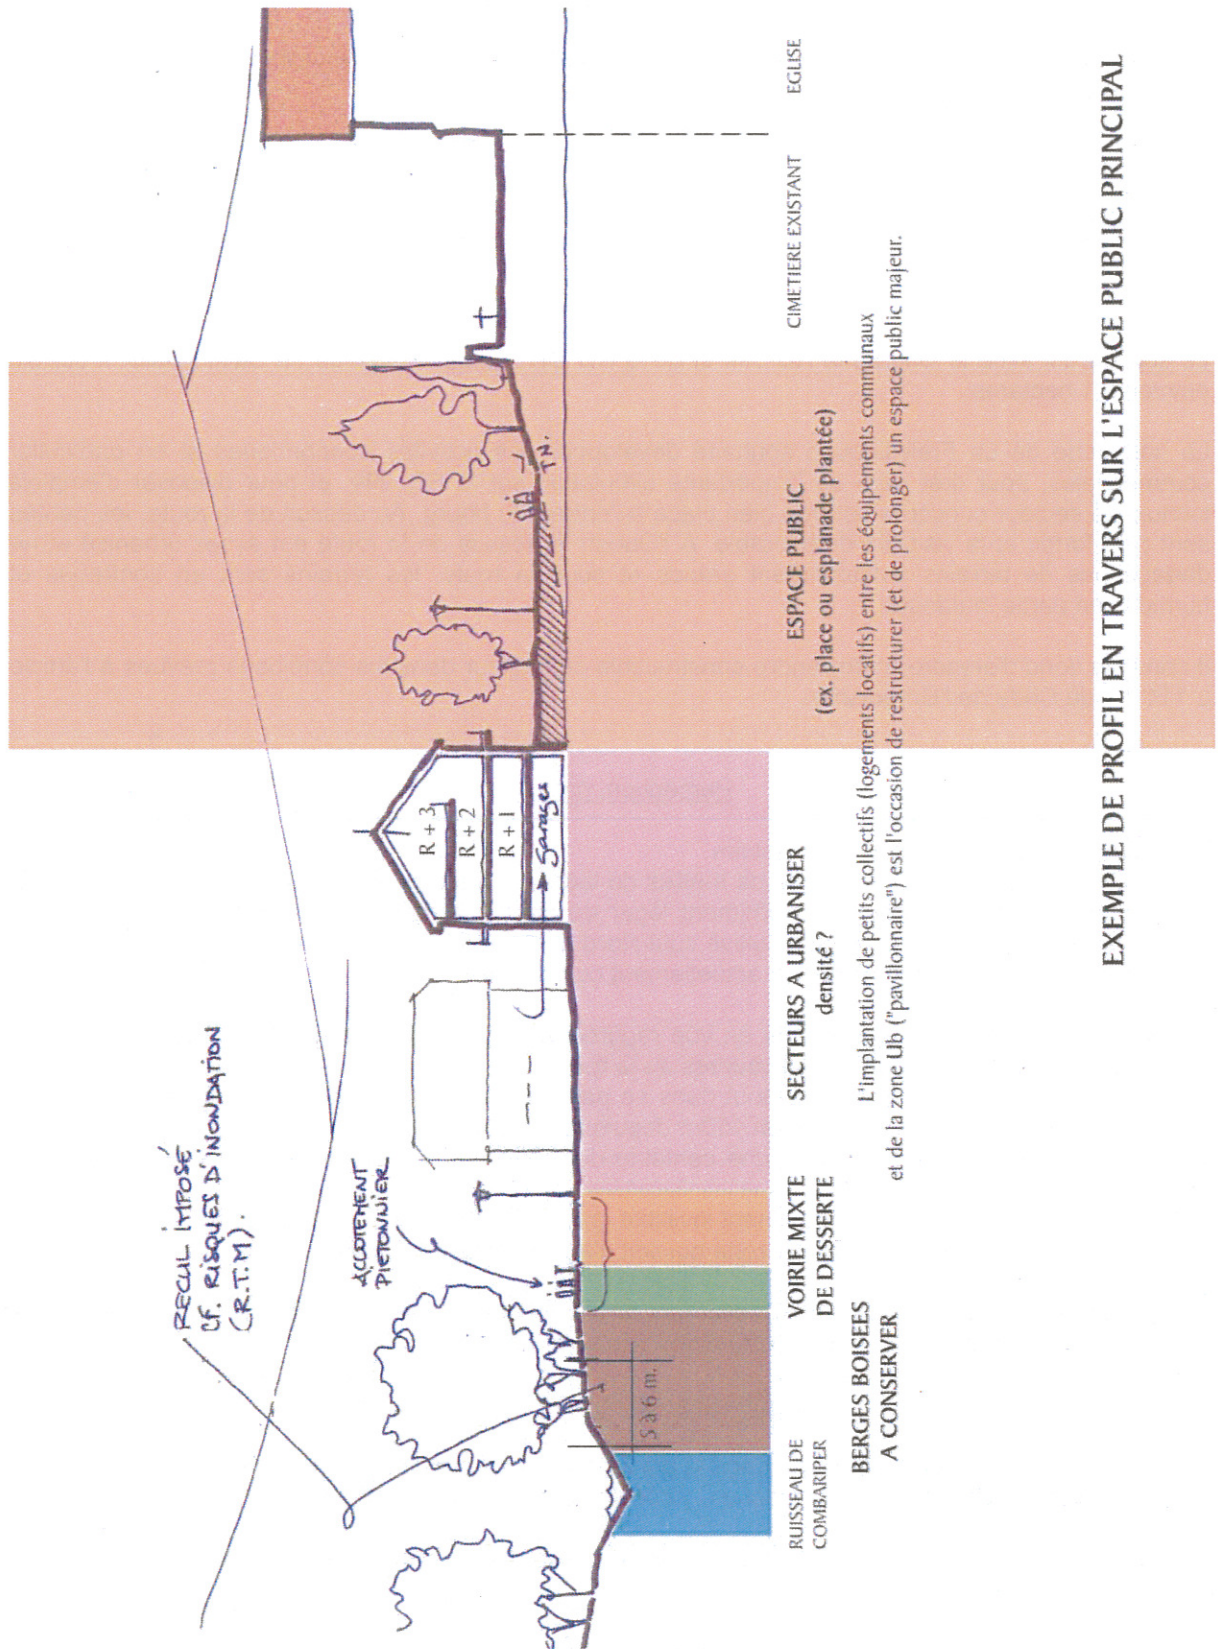 RECUL IMPOSÉ
Cf. RISQUES D'INONDATION
(R.T.M).
ACCOTEMENT
PIETONNIER
R + 3
R + 2
R + 1
Garages
T.N.
5 à 6 m.
RUISSEAU DE
COMBARIPER
BERGES BOISEES
A CONSERVER
VOIRIE MIXTE
DE DESSERTE
SECTEURS A URBANISER
densité ?
ESPACE PUBLIC
(ex. place ou esplanade plantée)
CIMETIERE EXISTANT
EGLISE
L'implantation de petits collectifs (logements locatifs) entre les équipements communaux
et de la zone Ub ("pavillonnaire") est l'occasion de restructurer (et de prolonger) un espace public majeur.
EXEMPLE DE PROFIL EN TRAVERS SUR L'ESPACE PUBLIC PRINCIPAL